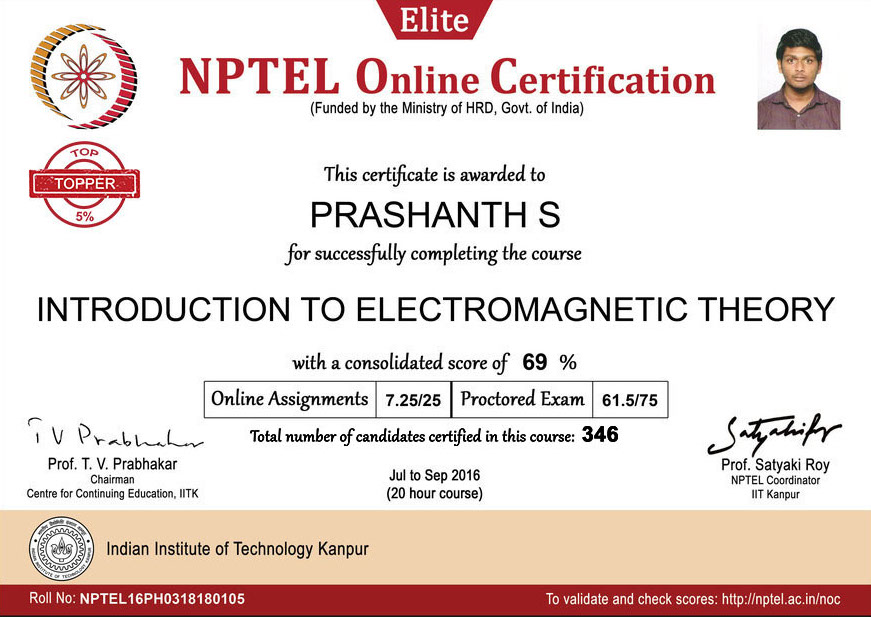 Elite
NPTEL Online Certification
(Funded by the Ministry of HRD, Govt. of India)
TOP
TOPPER
5%
This certificate is awarded to
PRASHANTH S
for successfully completing the course
INTRODUCTION TO ELECTROMAGNETIC THEORY
with a consolidated score of 69 %
Online Assignments 7.25/25 Proctored Exam 61.5/75
Total number of candidates certified in this course: 346
T V Prabhakar
Prof. T. V. Prabhakar
Chairman
Centre for Continuing Education, IITK
Jul to Sep 2016
(20 hour course)
Prof. Satyaki Roy
NPTEL Coordinator
IIT Kanpur
Indian Institute of Technology Kanpur
Roll No: NPTEL16PH0318180105
To validate and check scores: http://nptel.ac.in/noc